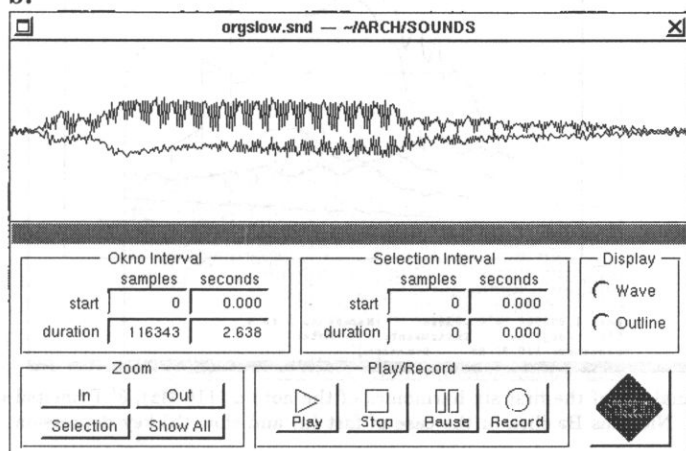 b.
orgslow.snd — ~/ARCH/SOUNDS
Okno Interval
samples seconds
start 0 0.000
duration 116343 2.638
Selection Interval
samples seconds
start 0 0.000
duration 0 0.000
Display
Wave
Outline
Zoom
In Out
Selection Show All
Play/Record
Play Stop Pause Record